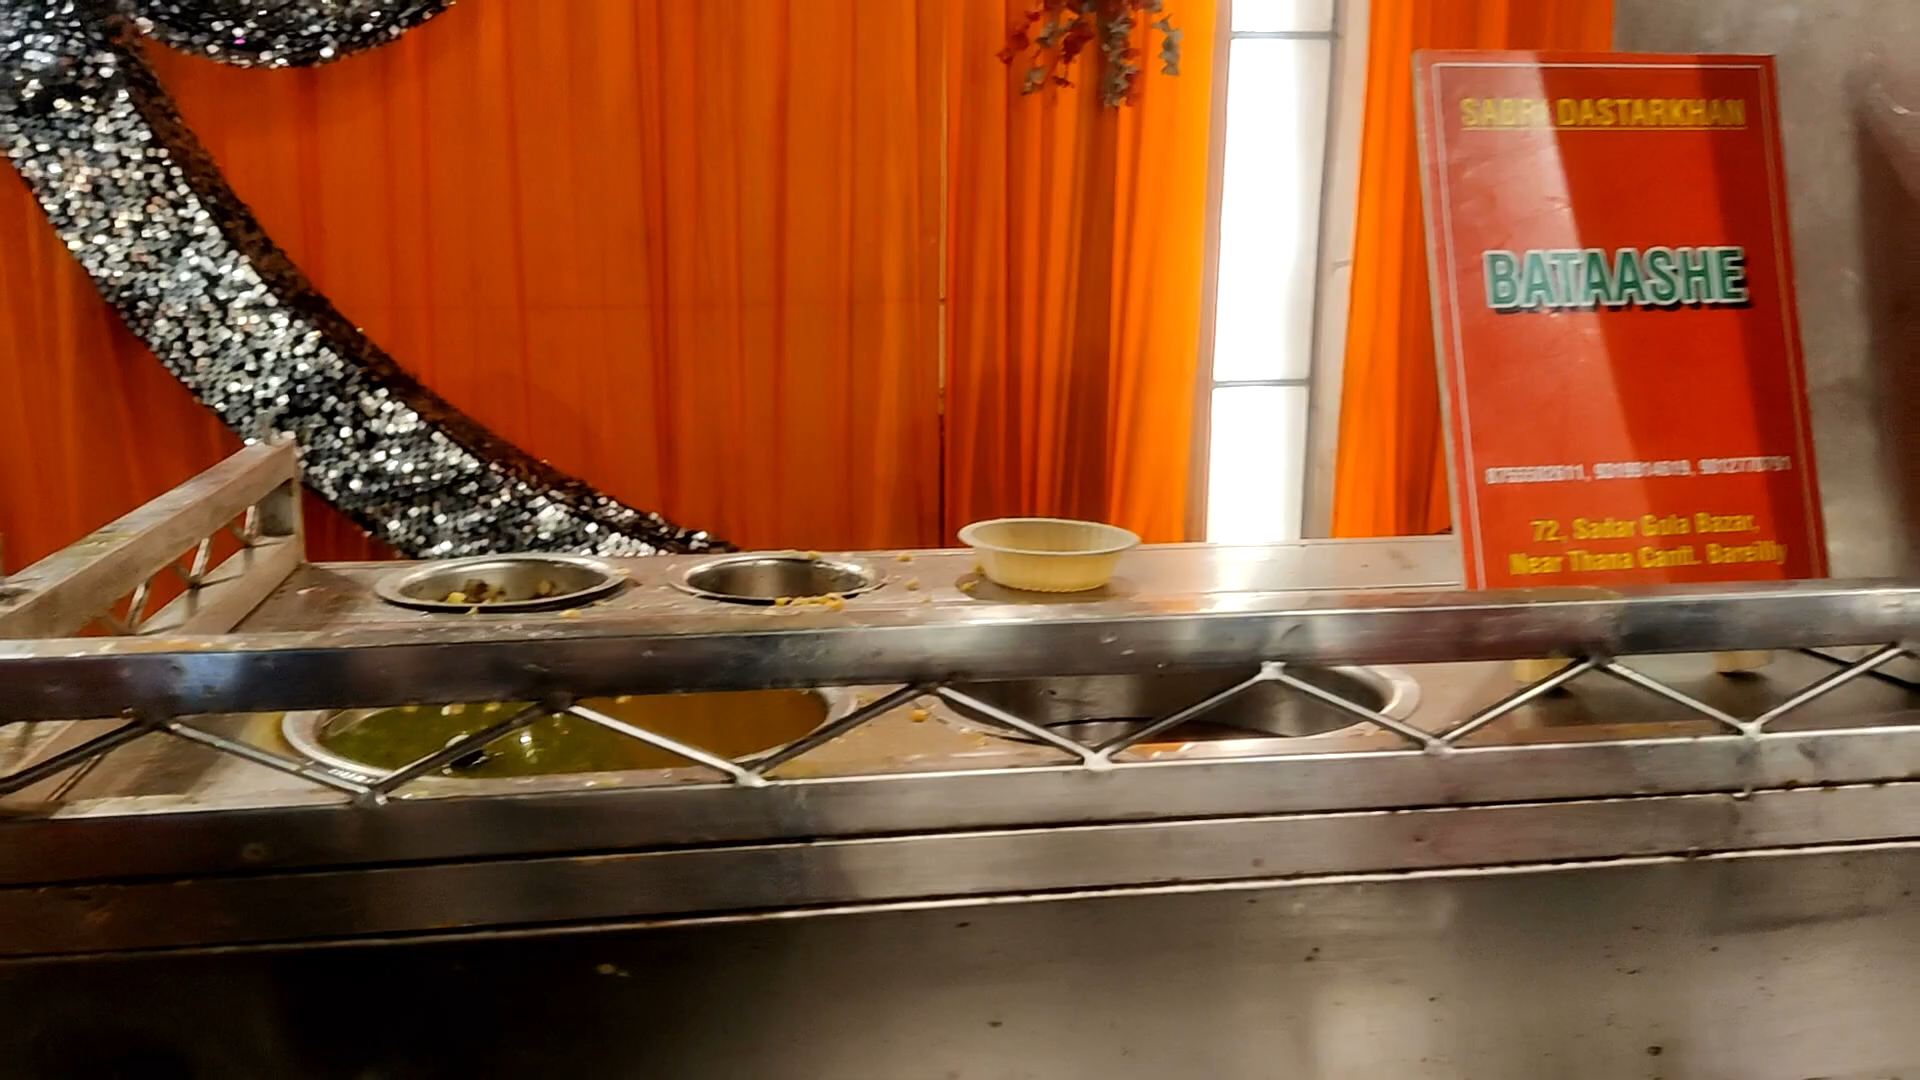 SABRI DASTARKHAN
BATAASHE
72, Sadar Gola Bazar,
Near Thana Cantt. Bareilly